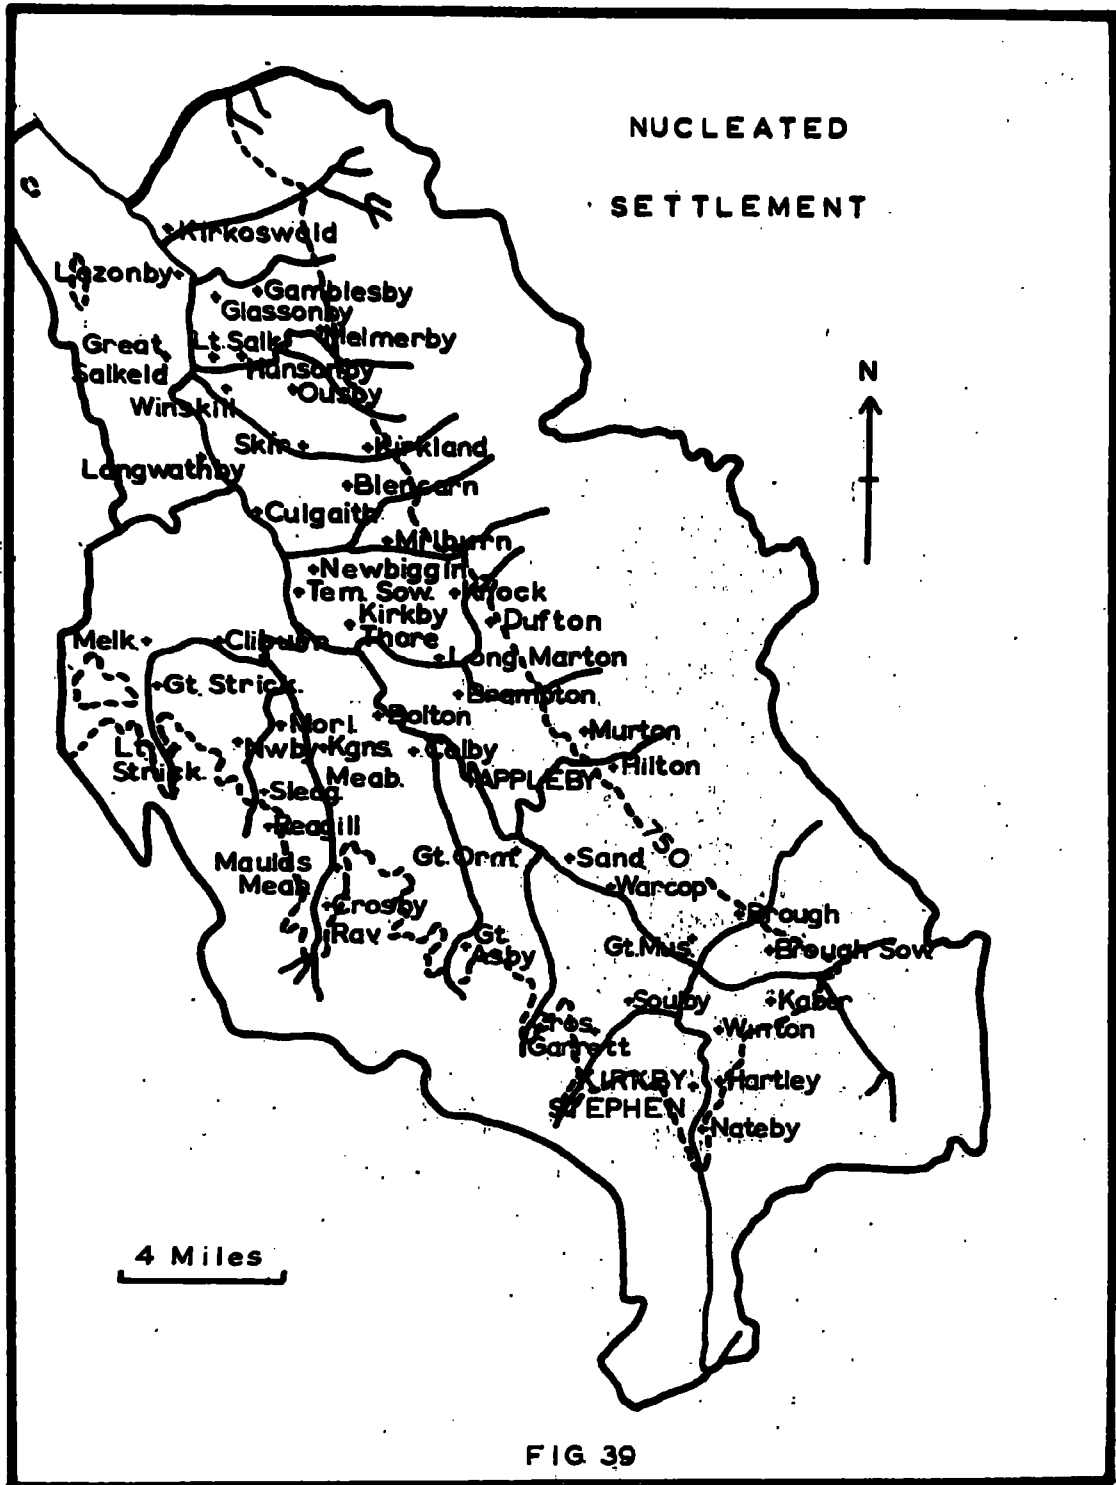 NUCLEATED
SETTLEMENT
Kirkoswald
Lazonby
Gamblesby
Glassonby
Great
Salkeld
Lt. Salk.
Melmerby
Hunsonby
Ousby
Winskill
Skir.
Kirkland
Langwathby
Blencarn
Culgaith
Milburn
Newbiggin
Tem. Sow.
Knock
Kirkby
Thore
Dufton
Melk.
Cliburn
Long Marton
Gt. Strick.
Brampton
Bolton
Morl.
Murton
Lt.
Strick.
Nwby
Kgns.
Meab.
Colby
APPLEBY
Hilton
Sleag.
Reagill
750
Maulds
Meab.
Gt. Orm.
Sand.
Warcop
Crosby
Rav.
Brough
Gt.
Asby
Gt. Mus.
Brough Sow.
Soulby
Kaber
Cros.
Garrett
Winton
KIRKBY
STEPHEN
Hartley
Nateby
N
4 Miles
FIG 39